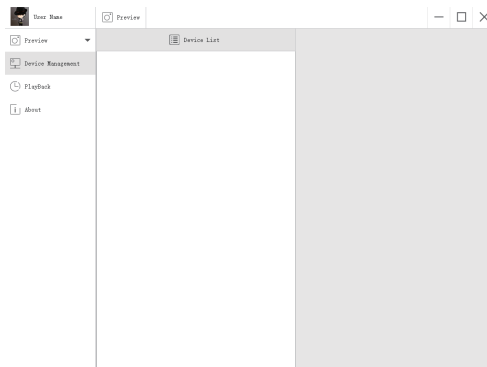 User Name
Preview
Preview
Device List
Device Management
PlayBack
About